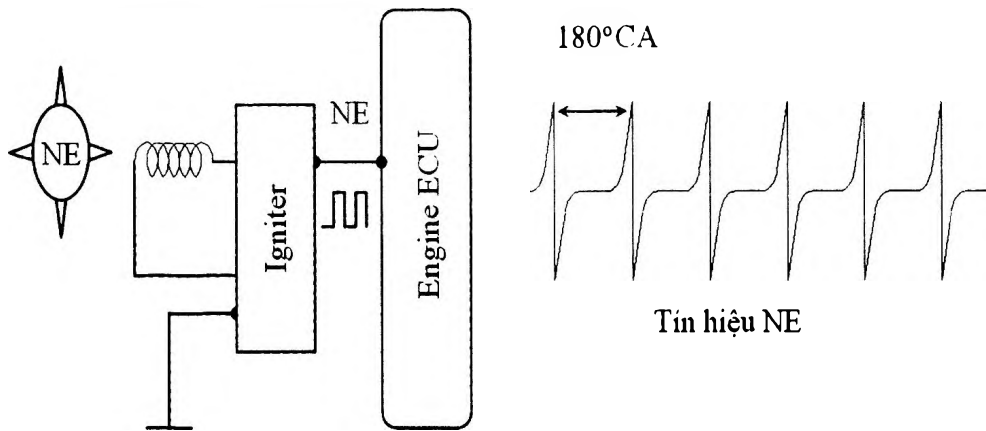 NE
Igniter
NE
Engine ECU
180°CA
Tín hiệu NE